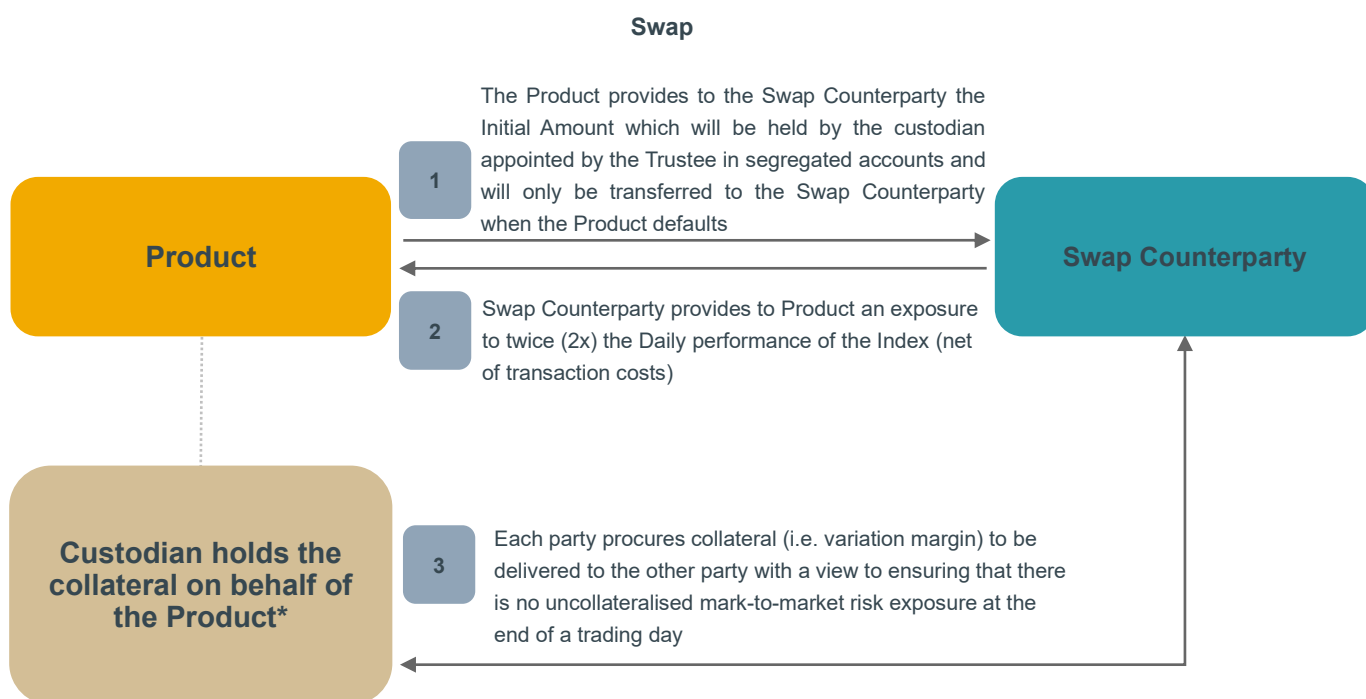 Swap
The Product provides to the Swap Counterparty the
Initial Amount which will be held by the custodian
appointed by the Trustee in segregated accounts and
will only be transferred to the Swap Counterparty
when the Product defaults
1
Product
Swap Counterparty
2
Swap Counterparty provides to Product an exposure
to twice (2x) the Daily performance of the Index (net
of transaction costs)
Custodian holds the
collateral on behalf of
the Product*
3
Each party procures collateral (i.e. variation margin) to be
delivered to the other party with a view to ensuring that there
is no uncollateralised mark-to-market risk exposure at the
end of a trading day